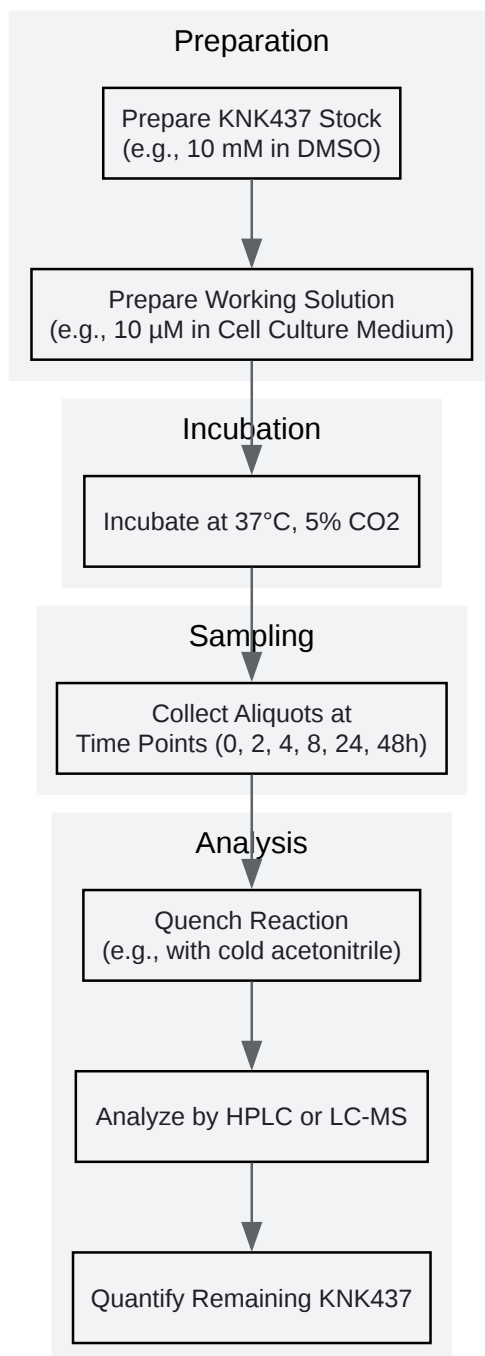 Preparation
Prepare KNK437 Stock
(e.g., 10 mM in DMSO)
Prepare Working Solution
(e.g., 10 µM in Cell Culture Medium)
Incubation
Incubate at 37°C, 5% CO2
Sampling
Collect Aliquots at
Time Points (0, 2, 4, 8, 24, 48h)
Analysis
Quench Reaction
(e.g., with cold acetonitrile)
Analyze by HPLC or LC-MS
Quantify Remaining KNK437